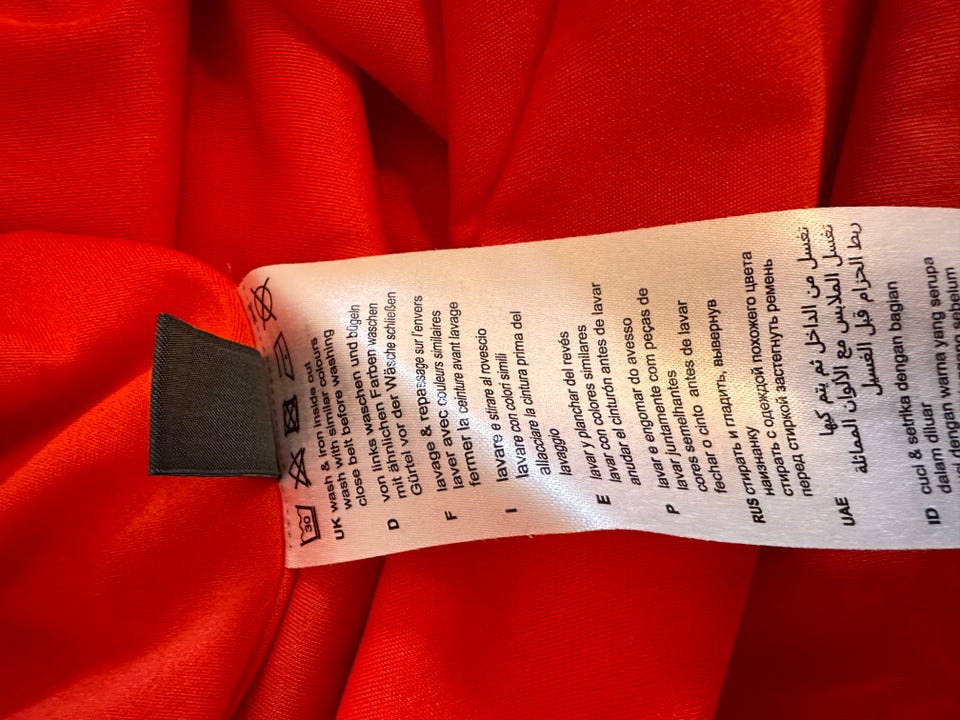 30
UK wash & iron inside out
wash with similar colours
close belt before washing
D von links waschen und bügeln
mit ähnlichen Farben waschen
Gürtel vor der Wäsche schließen
F lavage & repassage sur l'envers
laver avec couleurs similaires
fermer la ceinture avant lavage
I lavare e stirare al rovescio
lavare con colori simili
allacciare la cintura prima del
lavaggio
E lavar y planchar del revés
lavar con colores similares
anudar el cinturón antes de lavar
P lavar e engomar do avesso
lavar juntamente com peças de
cores semelhantes
fechar o cinto antes de lavar
RUS стирать и гладить, вывернув
наизнанку
стирать с одеждой похожего цвета
перед стиркой застегнуть ремень
UAE تغسل من الداخل ثم يتم كيها
تغسل الملابس مع الألوان المماثلة
ربط الحزام قبل الغسيل
ID cuci & setrika dengan bagian
dalam diluar
dengan warna yang serupa
sebelum